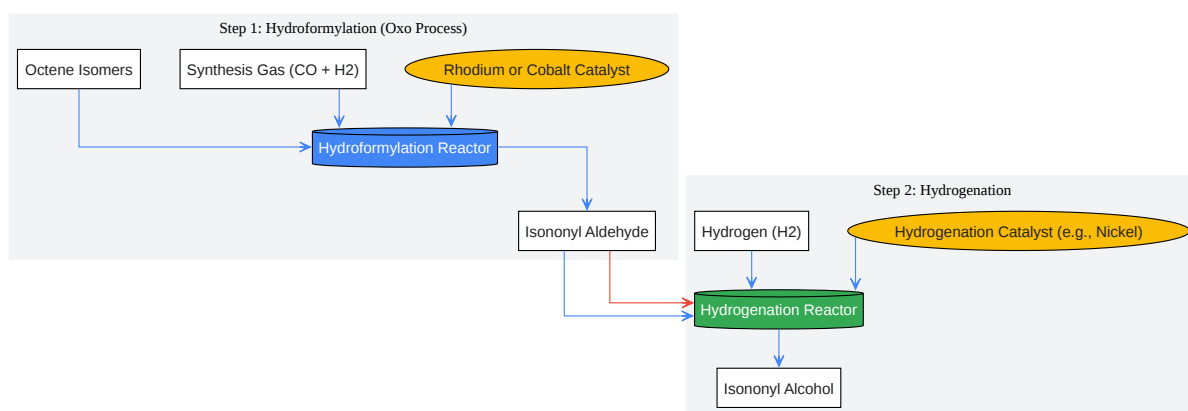 Step 1: Hydroformylation (Oxo Process)
Octene Isomers
Synthesis Gas (CO + H2)
Rhodium or Cobalt Catalyst
Hydroformylation Reactor
Isononyl Aldehyde
Step 2: Hydrogenation
Hydrogen (H2)
Hydrogenation Catalyst (e.g., Nickel)
Hydrogenation Reactor
Isononyl Alcohol